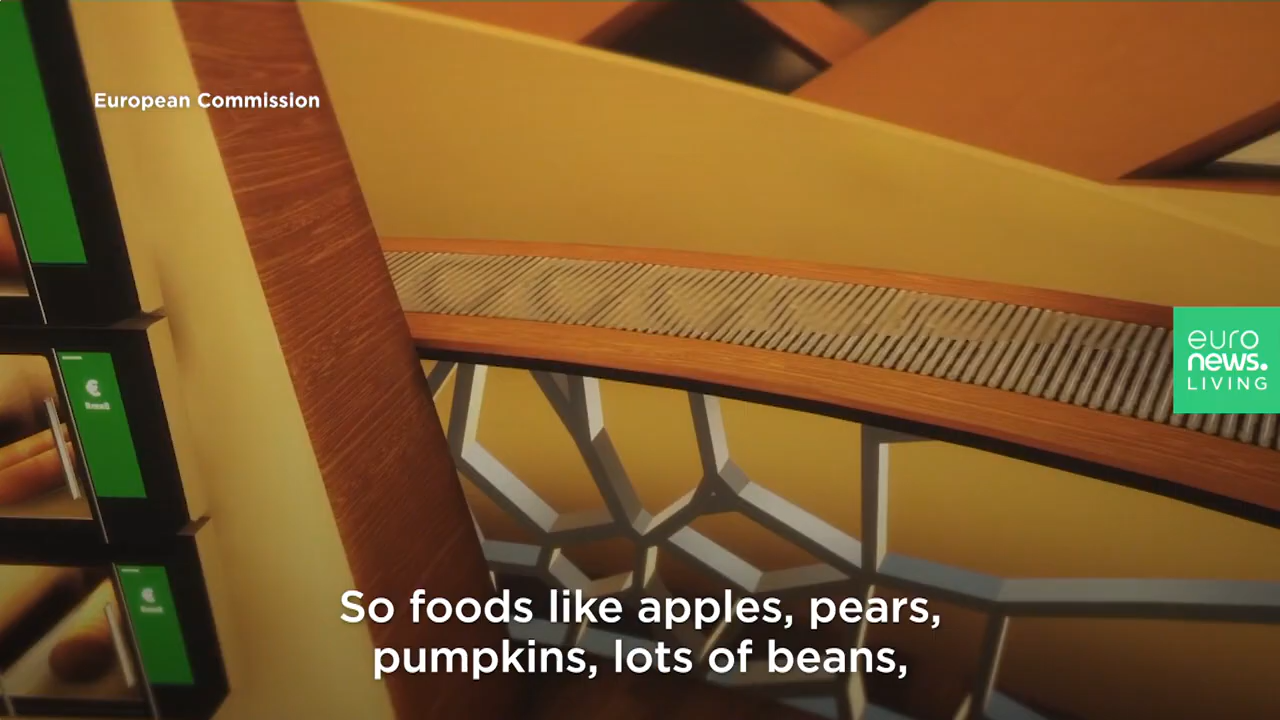 European Commission
euro
news.
LIVING
€
€
So foods like apples, pears,
pumpkins, lots of beans,